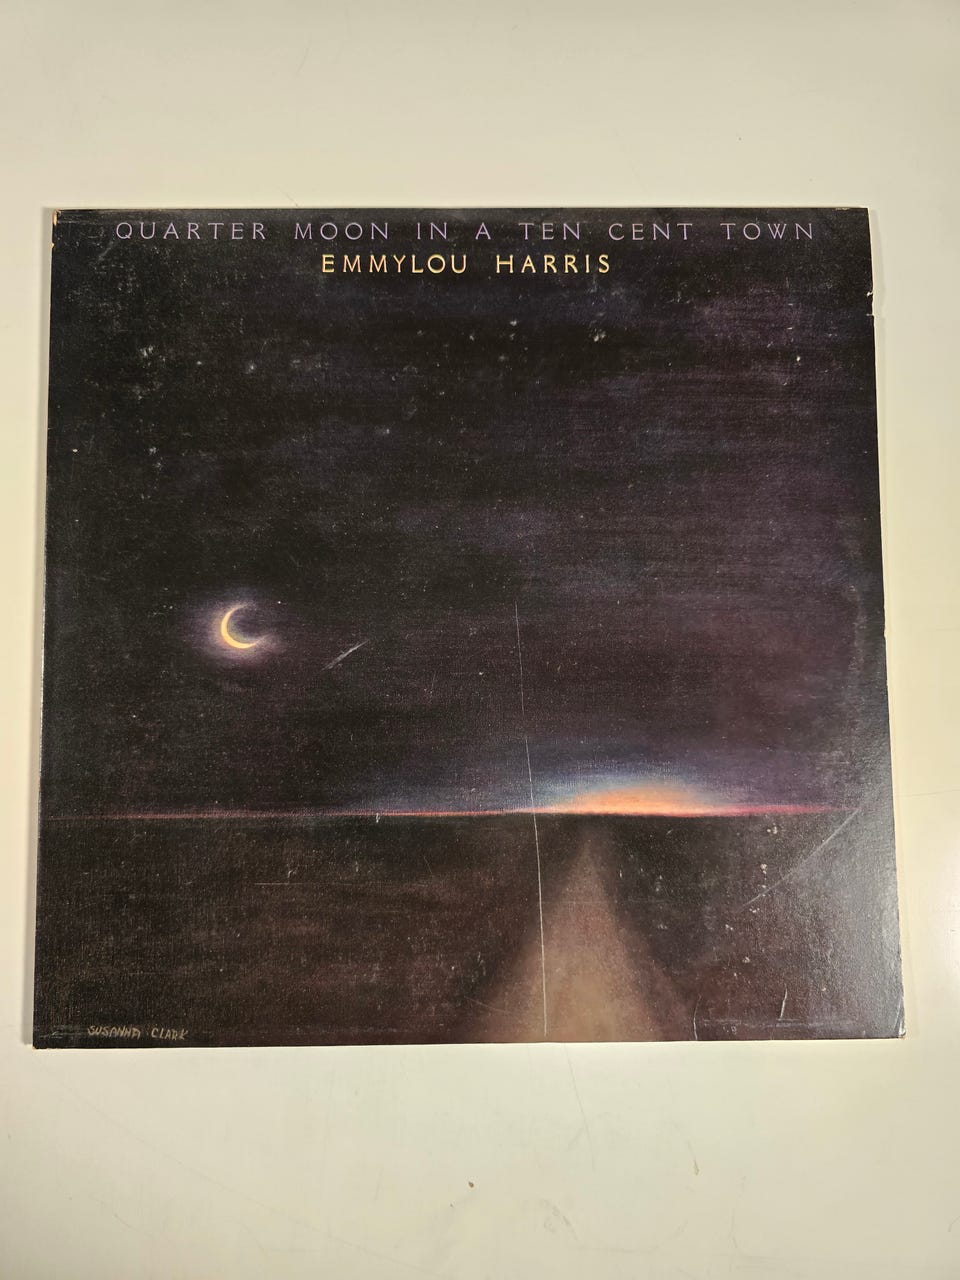 QUARTER MOON IN A TEN CENT TOWN
EMMYLOU HARRIS
SUSANNA CLARK